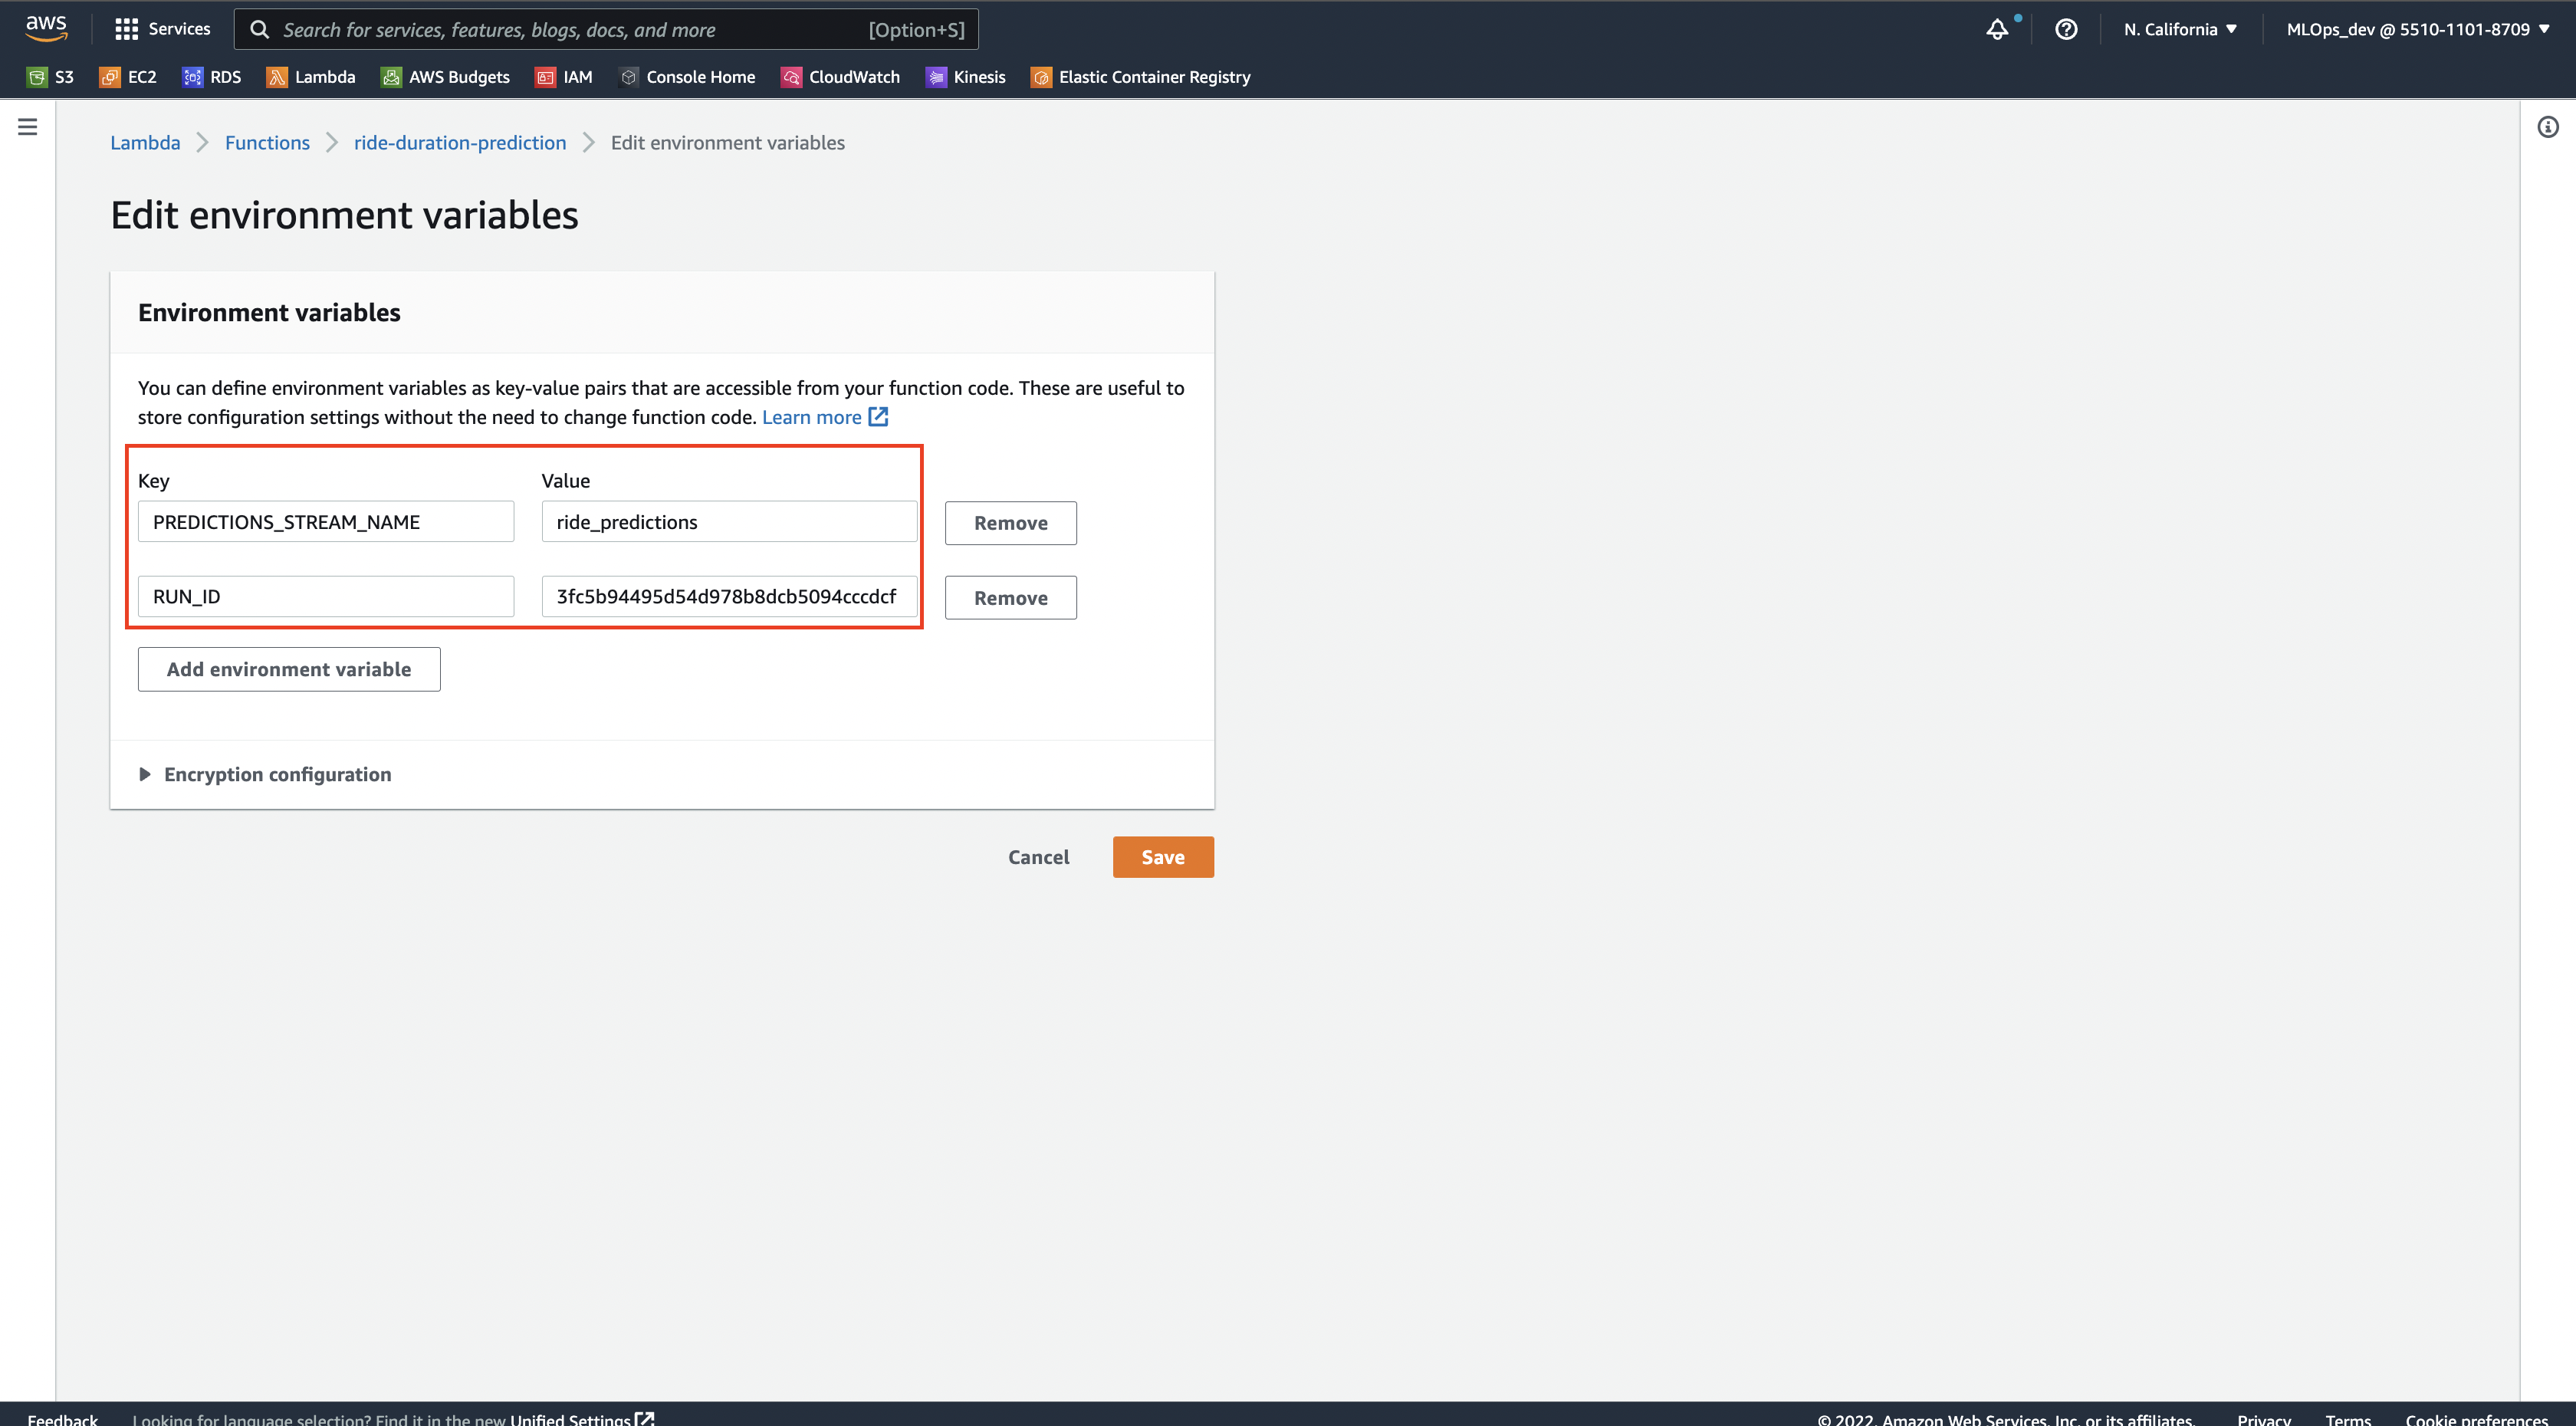 aws Services Search for services, features, blogs, docs, and more [Option+S] N. California MLOps_dev @ 5510-1101-8709
S3 EC2 RDS Lambda AWS Budgets IAM Console Home CloudWatch Kinesis Elastic Container Registry
Lambda Functions ride-duration-prediction Edit environment variables
Edit environment variables
Environment variables
You can define environment variables as key-value pairs that are accessible from your function code. These are useful to
store configuration settings without the need to change function code. Learn more
Key Value
PREDICTIONS_STREAM_NAME ride_predictions Remove
RUN_ID 3fc5b94495d54d978b8dcb5094cccdcf Remove
Add environment variable
Encryption configuration
Cancel Save
Feedback Looking for language selection? Find it in the new Unified Settings © 2022, Amazon Web Services, Inc. or its affiliates. Privacy Terms Cookie preferences